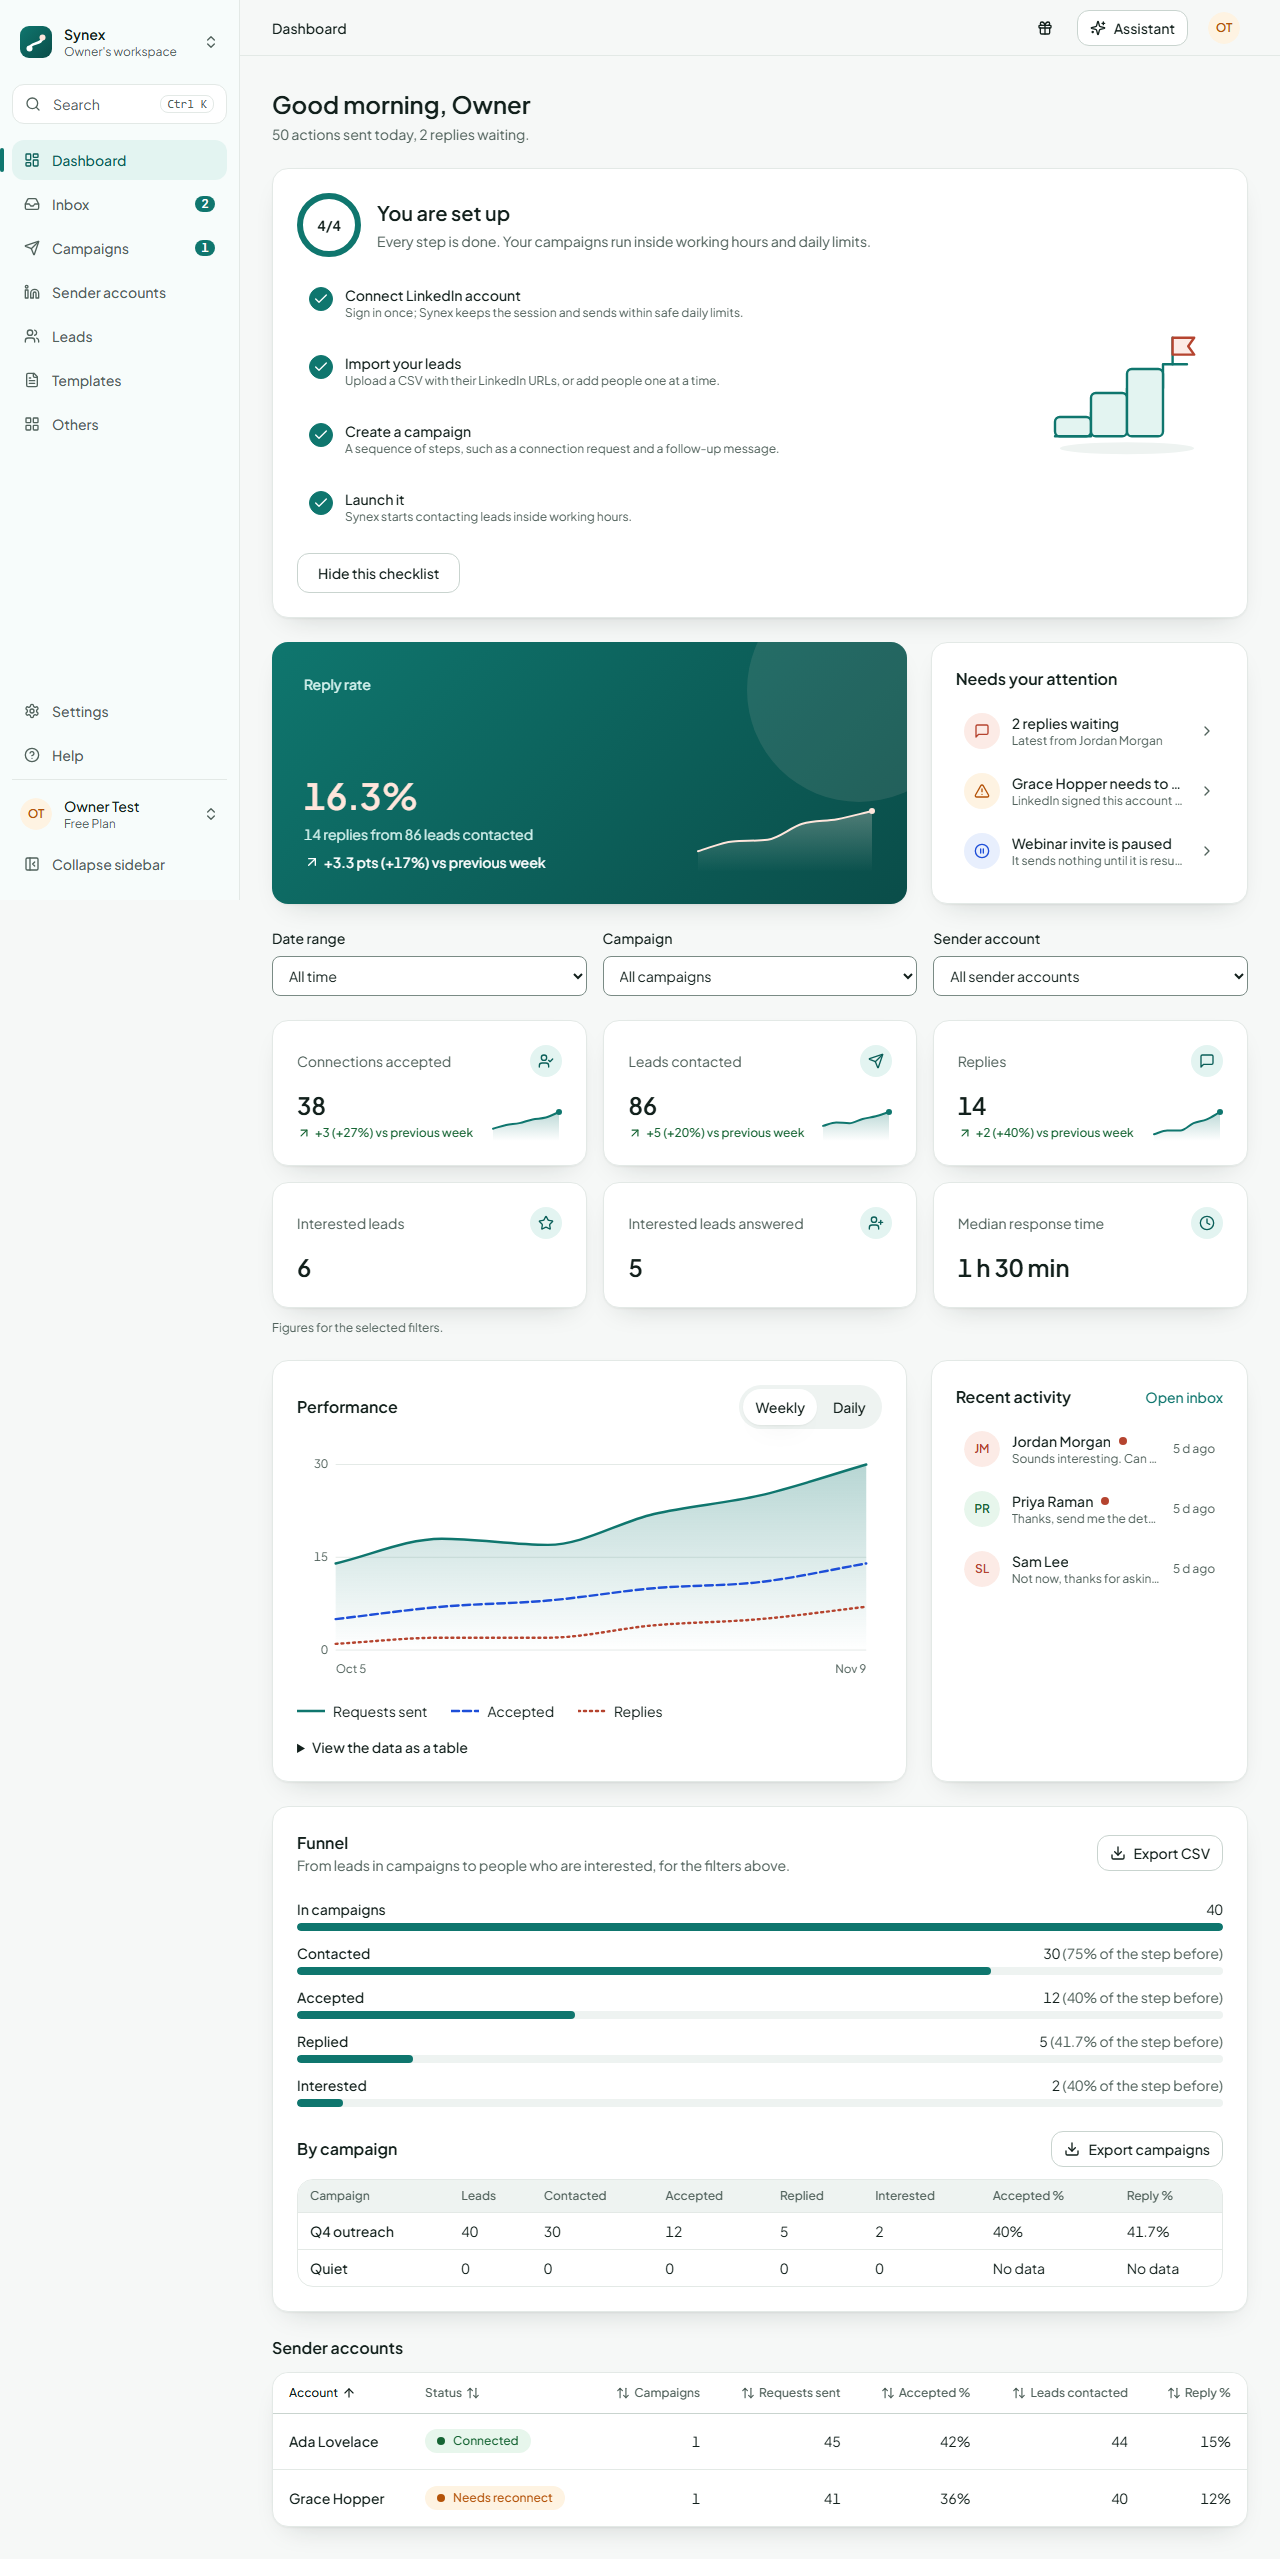 Synex
Owner's workspace
Search
Ctrl K
Dashboard
Inbox
2
Campaigns
1
Sender accounts
Leads
Templates
Others
Settings
Help
OT
Owner Test
Free Plan
Collapse sidebar
Dashboard
Assistant
OT
Good morning, Owner
50 actions sent today, 2 replies waiting.
4/4
You are set up
Every step is done. Your campaigns run inside working hours and daily limits.
Connect LinkedIn account
Sign in once; Synex keeps the session and sends within safe daily limits.
Import your leads
Upload a CSV with their LinkedIn URLs, or add people one at a time.
Create a campaign
A sequence of steps, such as a connection request and a follow-up message.
Launch it
Synex starts contacting leads inside working hours.
Hide this checklist
Reply rate
16.3%
14 replies from 86 leads contacted
+3.3 pts (+17%) vs previous week
Needs your attention
2 replies waiting
Latest from Jordan Morgan
Grace Hopper needs to ...
LinkedIn signed this account ...
Webinar invite is paused
It sends nothing until it is resu...
Date range
All time
Campaign
All campaigns
Sender account
All sender accounts
Connections accepted
38
+3 (+27%) vs previous week
Leads contacted
86
+5 (+20%) vs previous week
Replies
14
+2 (+40%) vs previous week
Interested leads
6
Interested leads answered
5
Median response time
1 h 30 min
Figures for the selected filters.
Performance
Weekly
Daily
30
15
0
Oct 5
Nov 9
Requests sent
Accepted
Replies
View the data as a table
Recent activity
Open inbox
JM
Jordan Morgan
5 d ago
Sounds interesting. Can ...
PR
Priya Raman
5 d ago
Thanks, send me the det...
SL
Sam Lee
5 d ago
Not now, thanks for askin...
Funnel
From leads in campaigns to people who are interested, for the filters above.
Export CSV
In campaigns
40
Contacted
30 (75% of the step before)
Accepted
12 (40% of the step before)
Replied
5 (41.7% of the step before)
Interested
2 (40% of the step before)
By campaign
Export campaigns
Campaign Leads Contacted Accepted Replied Interested Accepted % Reply %
Q4 outreach 40 30 12 5 2 40% 41.7%
Quiet 0 0 0 0 0 No data No data
Sender accounts
Account Status Campaigns Requests sent Accepted % Leads contacted Reply %
Ada Lovelace Connected 1 45 42% 44 15%
Grace Hopper Needs reconnect 1 41 36% 40 12%